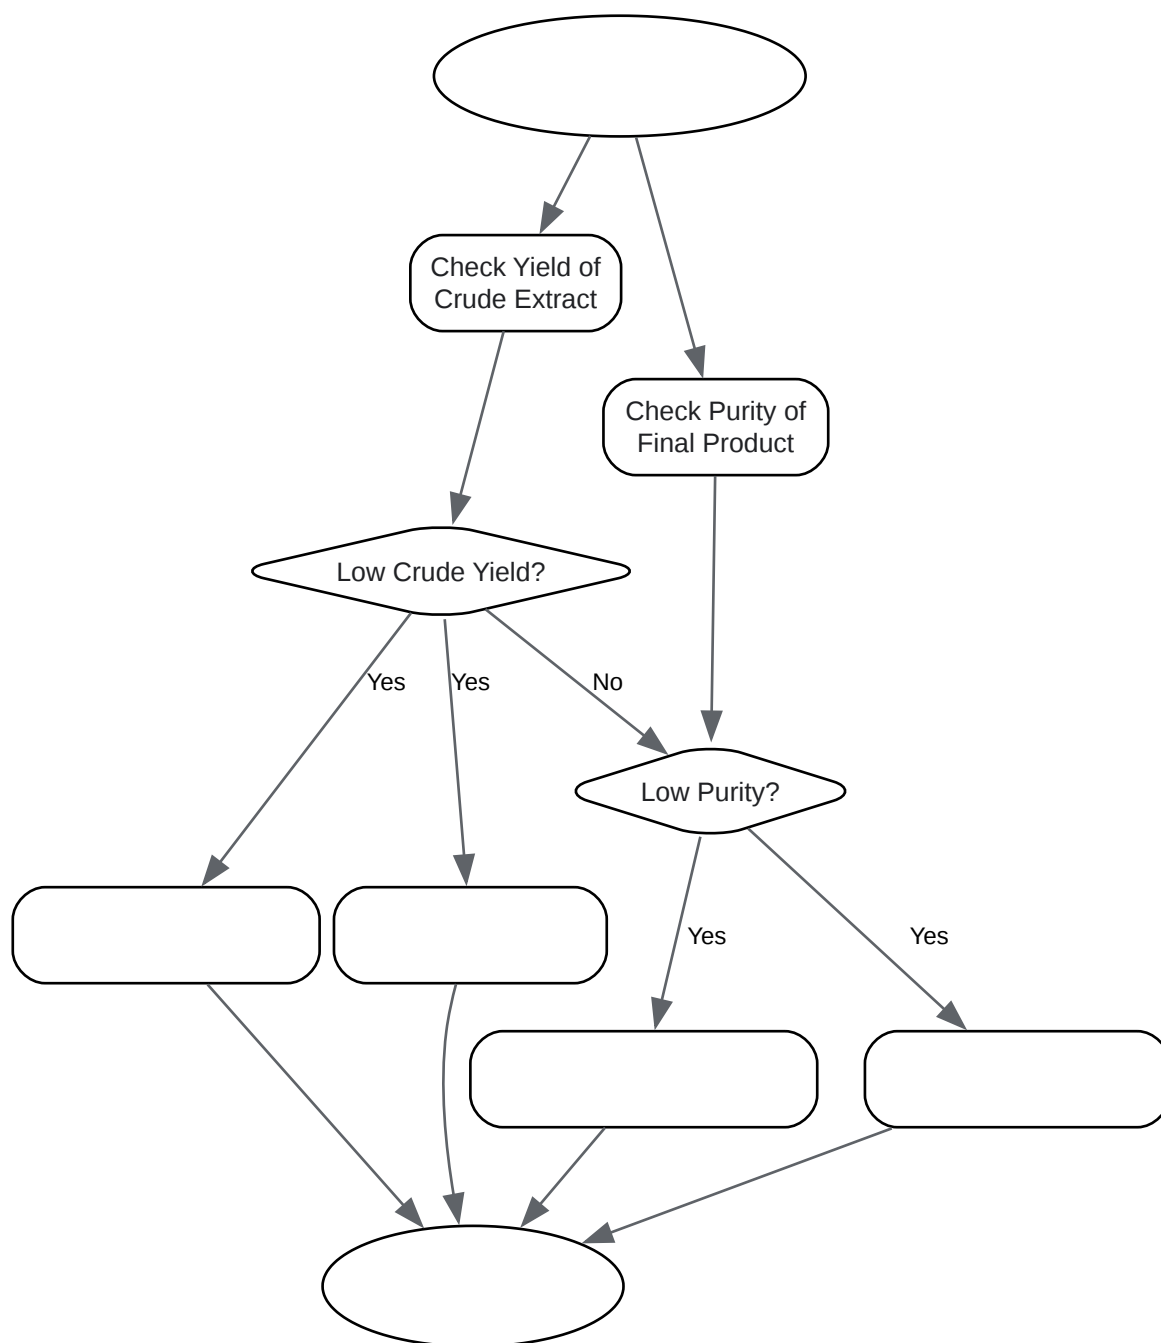 Check Yield of
Crude Extract
Check Purity of
Final Product
Low Crude Yield?
Yes
Yes
No
Low Purity?
Yes
Yes